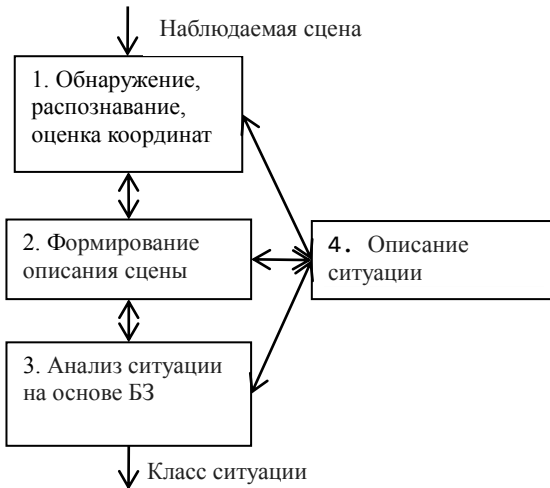 Наблюдаемая сцена
1. Обнаружение,
распознавание,
оценка координат
2. Формирование
описания сцены
4. Описание
ситуации
3. Анализ ситуации
на основе БЗ
Класс ситуации